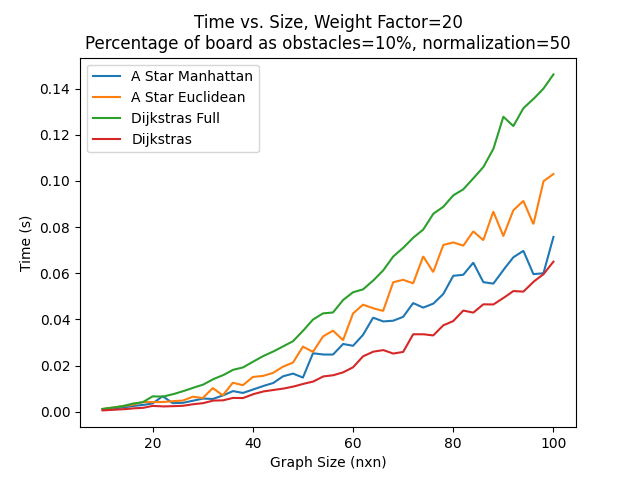 Time vs. Size, Weight Factor=20
Percentage of board as obstacles=10%, normalization=50
A Star Manhattan
A Star Euclidean
Dijkstras Full
Dijkstras
0.14
0.12
0.10
0.08
0.06
0.04
0.02
0.00
Time (s)
20 40 60 80 100
Graph Size (nxn)